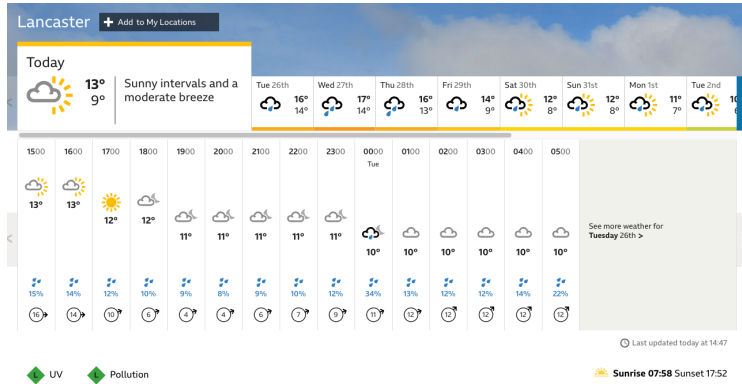 Lancaster
Add to My Locations
Today
13° 9° Sunny intervals and a moderate breeze
Tue 26th 16° 14°
Wed 27th 17° 14°
Thu 28th 16° 13°
Fri 29th 14° 9°
Sat 30th 12° 8°
Sun 31st 12° 8°
Mon 1st 11° 7°
Tue 2nd
1500 1600 1700 1800 1900 2000 2100 2200 2300 0000 0100 0200 0300 0400 0500
Tue
13° 13° 12° 12° 11° 11° 11° 11° 11° 10° 10° 10° 10° 10° 10°
See more weather for
Tuesday 26th >
15% 14% 12% 10% 9% 8% 9% 10% 12% 34% 13% 12% 12% 14% 22%
16 14 10 6 4 4 6 7 9 11 12 12 12 12 12
Last updated today at 14:47
L UV L Pollution
Sunrise 07:58 Sunset 17:52